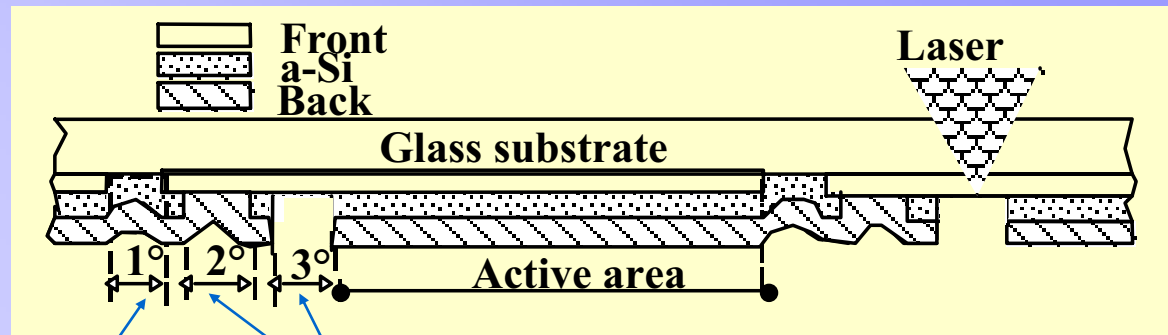 Front
a-Si
Back
Laser
Glass substrate
1° 2° 3°
Active area